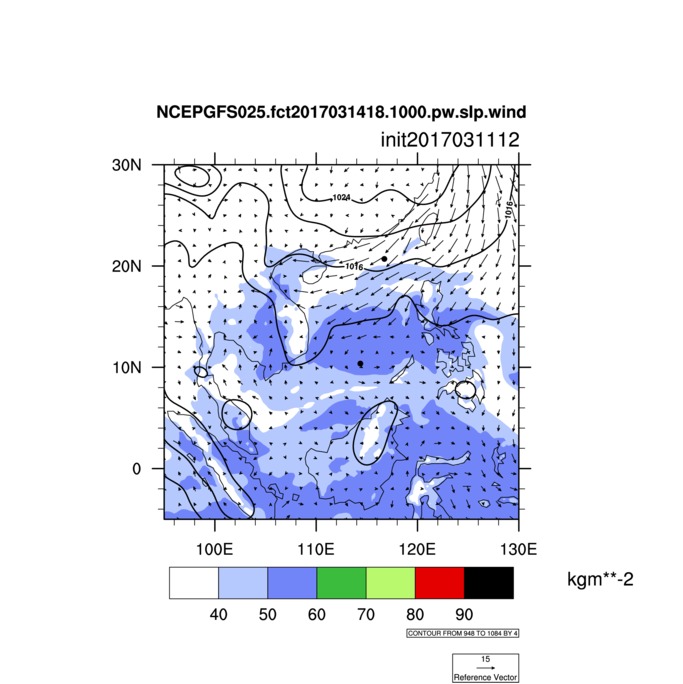 NCEPGFS025.fct2017031418.1000.pw.slp.wind
init2017031112
30N
1024
1016
20N
1016
10N
0
100E 110E 120E 130E
kgm**-2
40 50 60 70 80 90
CONTOUR FROM 948 TO 1084 BY 4
15
Reference Vector